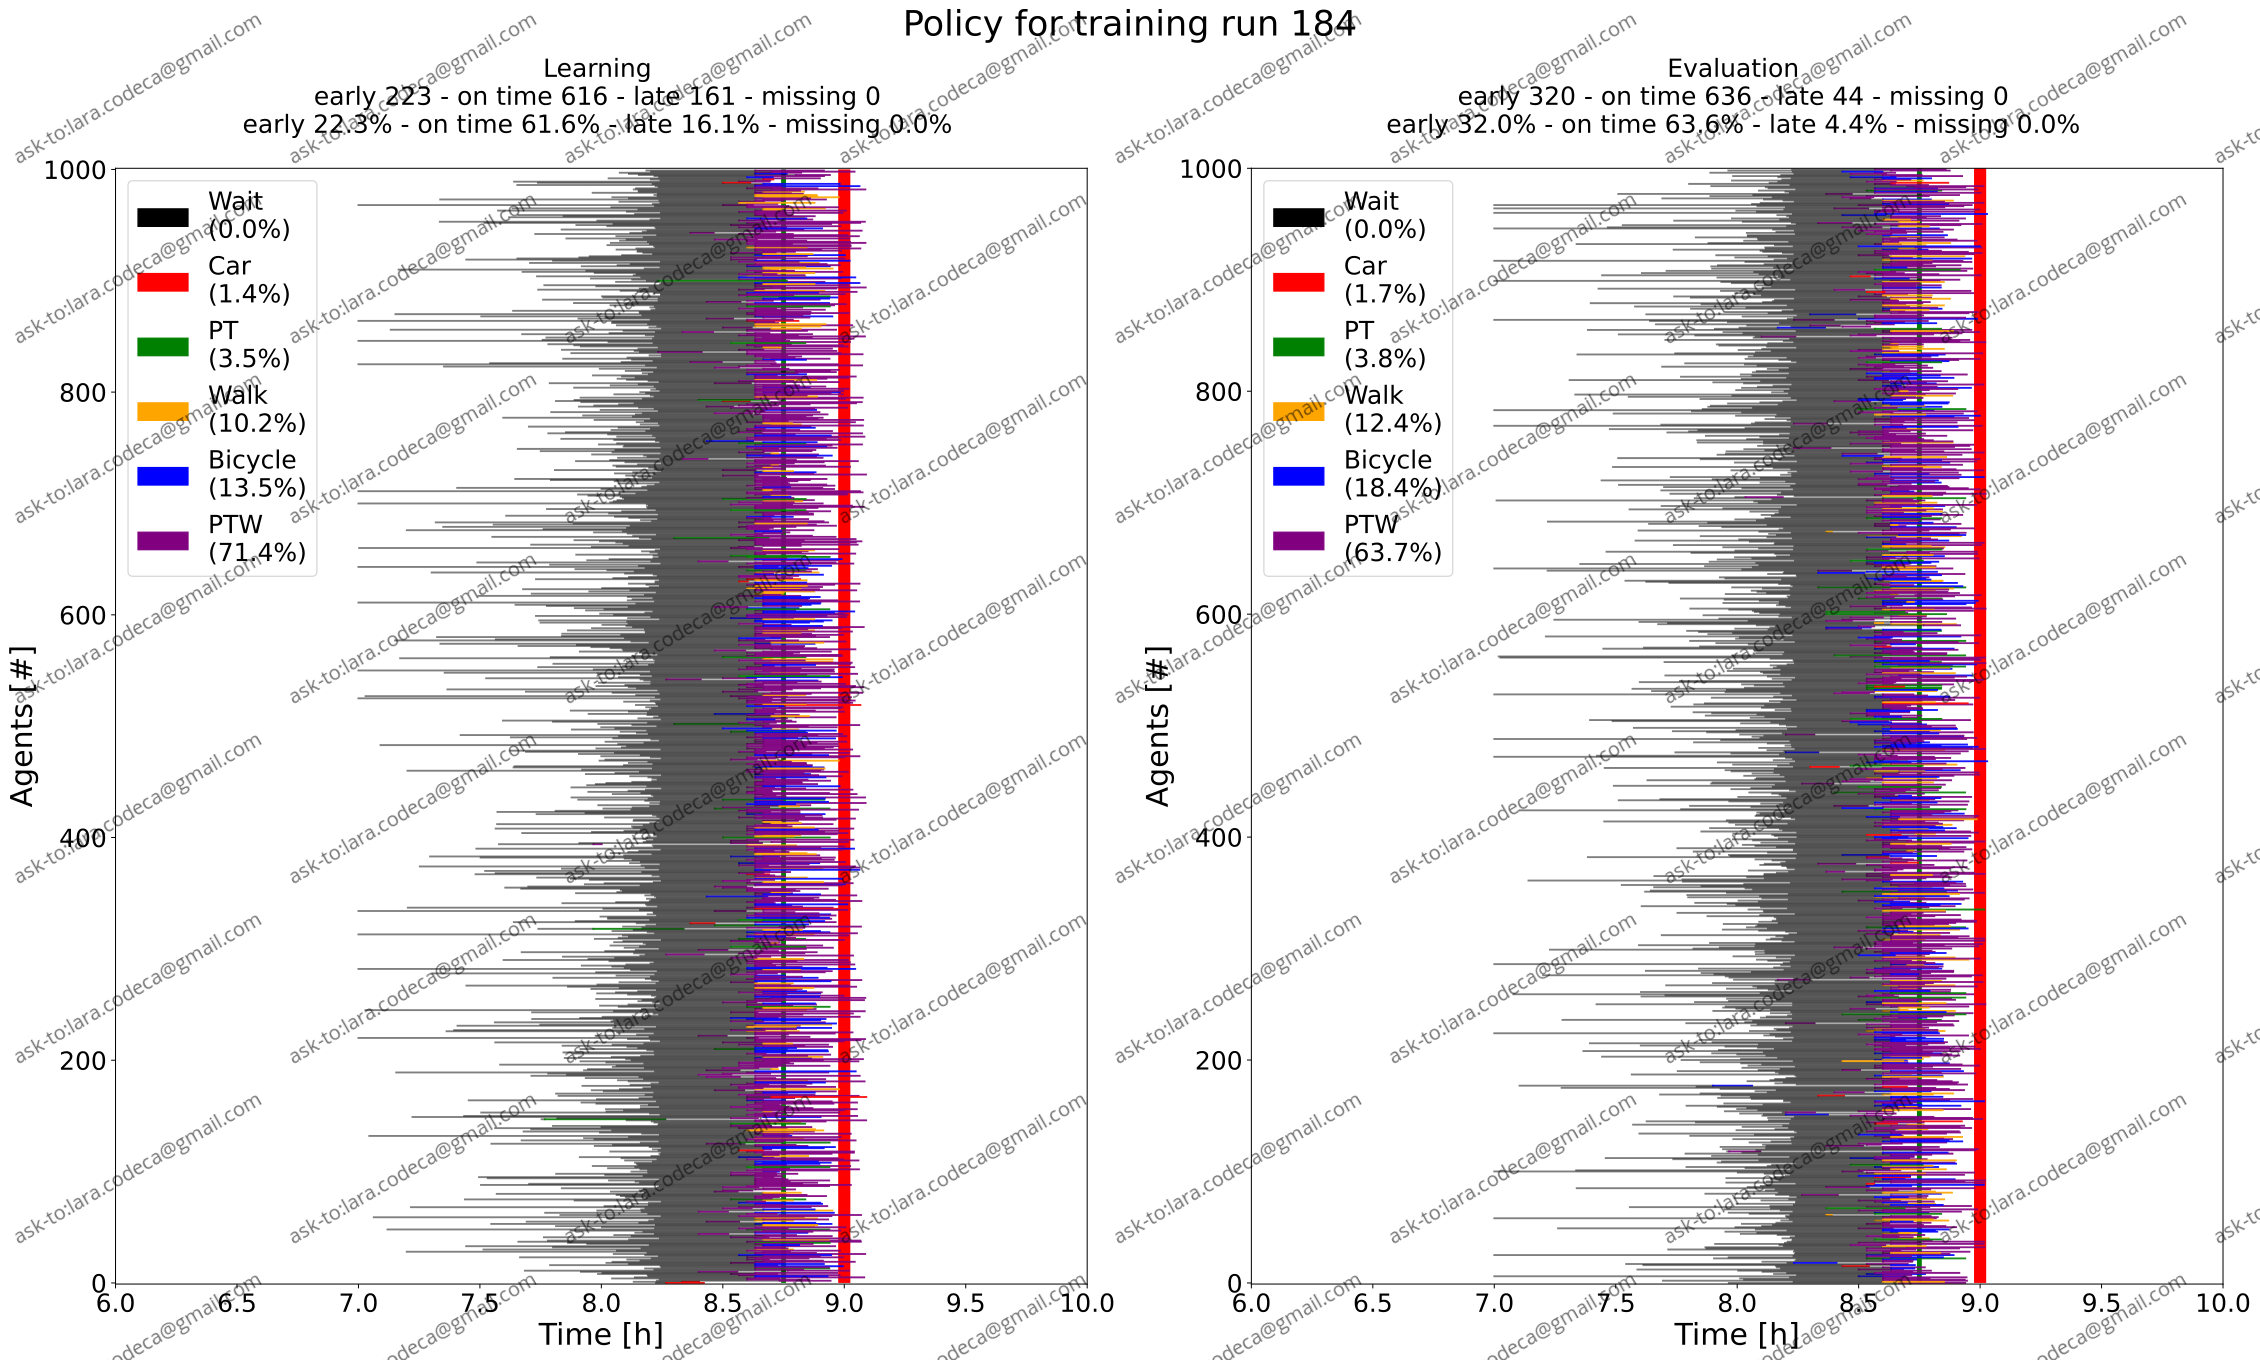 Policy for training run 184
Learning
early 223 - on time 616 - late 161 - missing 0
early 22.3% - on time 61.6% - late 16.1% - missing 0.0%
1000
800
600
400
200
0
Agents [#]
Wait
(0.0%)
Car
(1.4%)
PT
(3.5%)
Walk
(10.2%)
Bicycle
(13.5%)
PTW
(71.4%)
6.0 6.5 7.0 7.5 8.0 8.5 9.0 9.5 10.0
Time [h]
Evaluation
early 320 - on time 636 - late 44 - missing 0
early 32.0% - on time 63.6% - late 4.4% - missing 0.0%
1000
800
600
400
200
0
Agents [#]
Wait
(0.0%)
Car
(1.7%)
PT
(3.8%)
Walk
(12.4%)
Bicycle
(18.4%)
PTW
(63.7%)
6.0 6.5 7.0 7.5 8.0 8.5 9.0 9.5 10.0
Time [h]
ask-to:lara.codeca@gmail.com